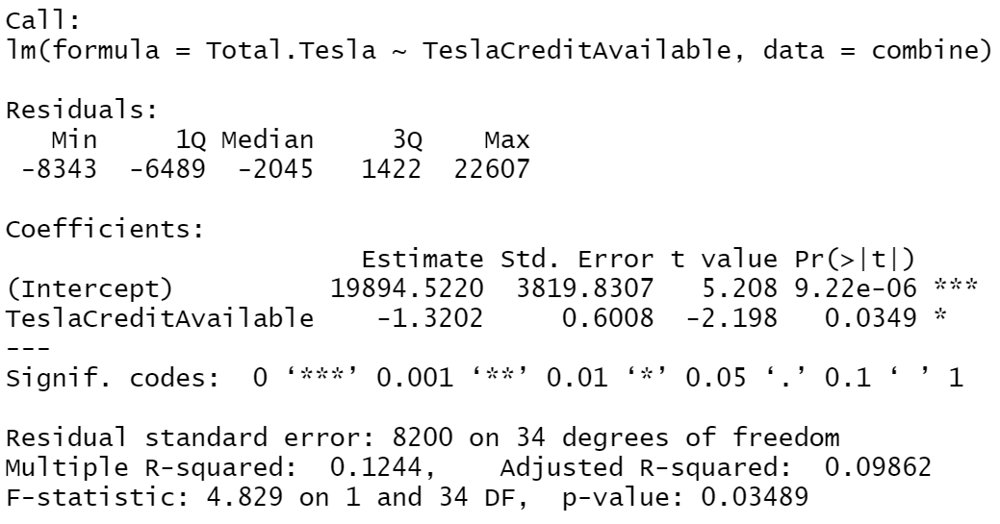 Call:
lm(formula = Total.Tesla ~ TeslaCreditAvailable, data = combine)
Residuals:
Min 1Q Median 3Q Max
-8343 -6489 -2045 1422 22607
Coefficients:
Estimate Std. Error t value Pr(>|t|)
(Intercept) 19894.5220 3819.8307 5.208 9.22e-06 ***
TeslaCreditAvailable -1.3202 0.6008 -2.198 0.0349 *
---
Signif. codes: 0 ‘***’ 0.001 ‘**’ 0.01 ‘*’ 0.05 ‘.’ 0.1 ‘ ’ 1
Residual standard error: 8200 on 34 degrees of freedom
Multiple R-squared: 0.1244, Adjusted R-squared: 0.09862
F-statistic: 4.829 on 1 and 34 DF, p-value: 0.03489